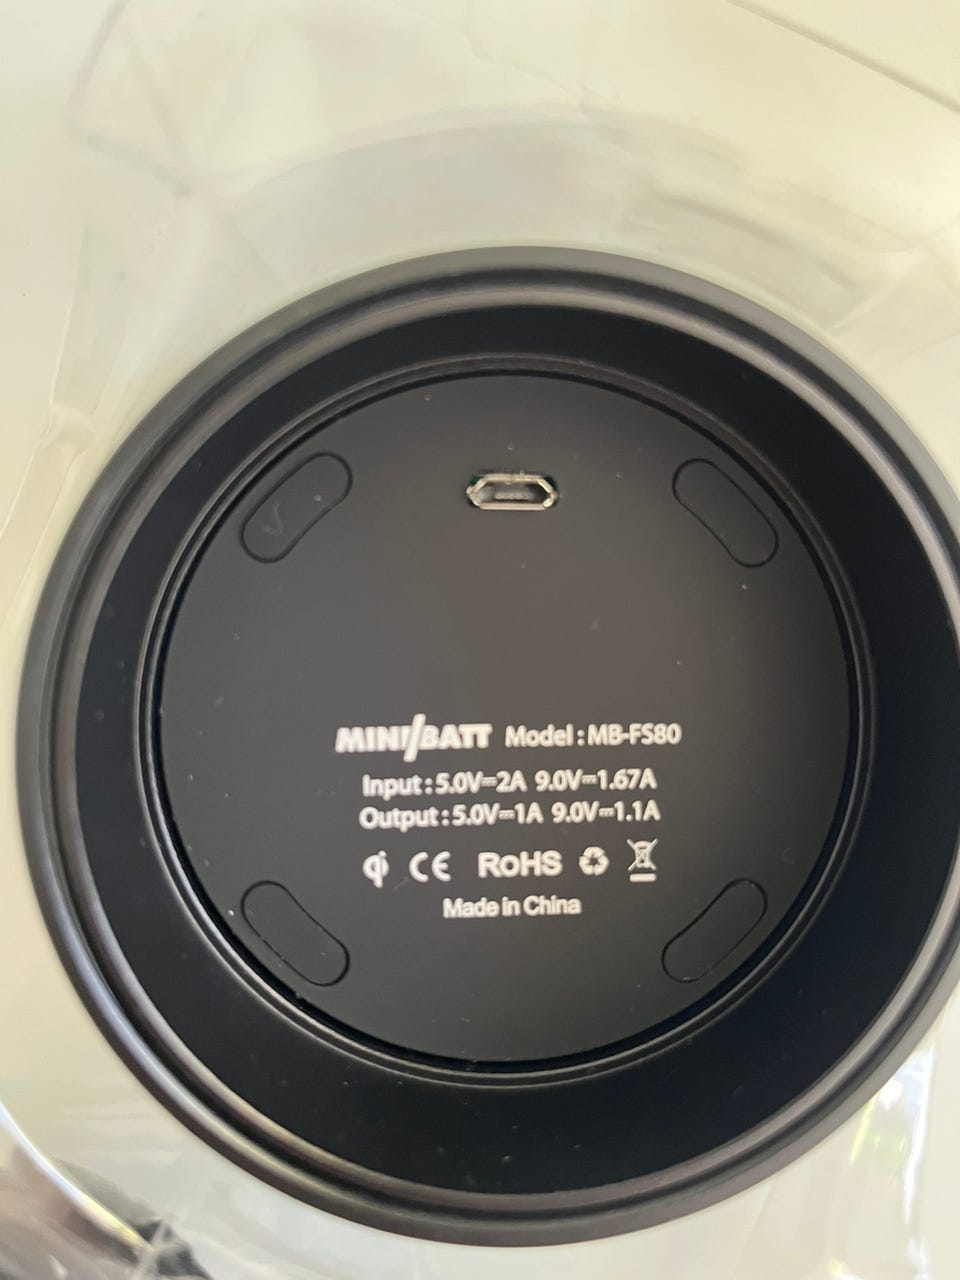 MINI/BATT Model : MB-FS80
Input : 5.0V⎓2A 9.0V⎓1.67A
Output : 5.0V⎓1A 9.0V⎓1.1A
qi CE RoHS
Made in China